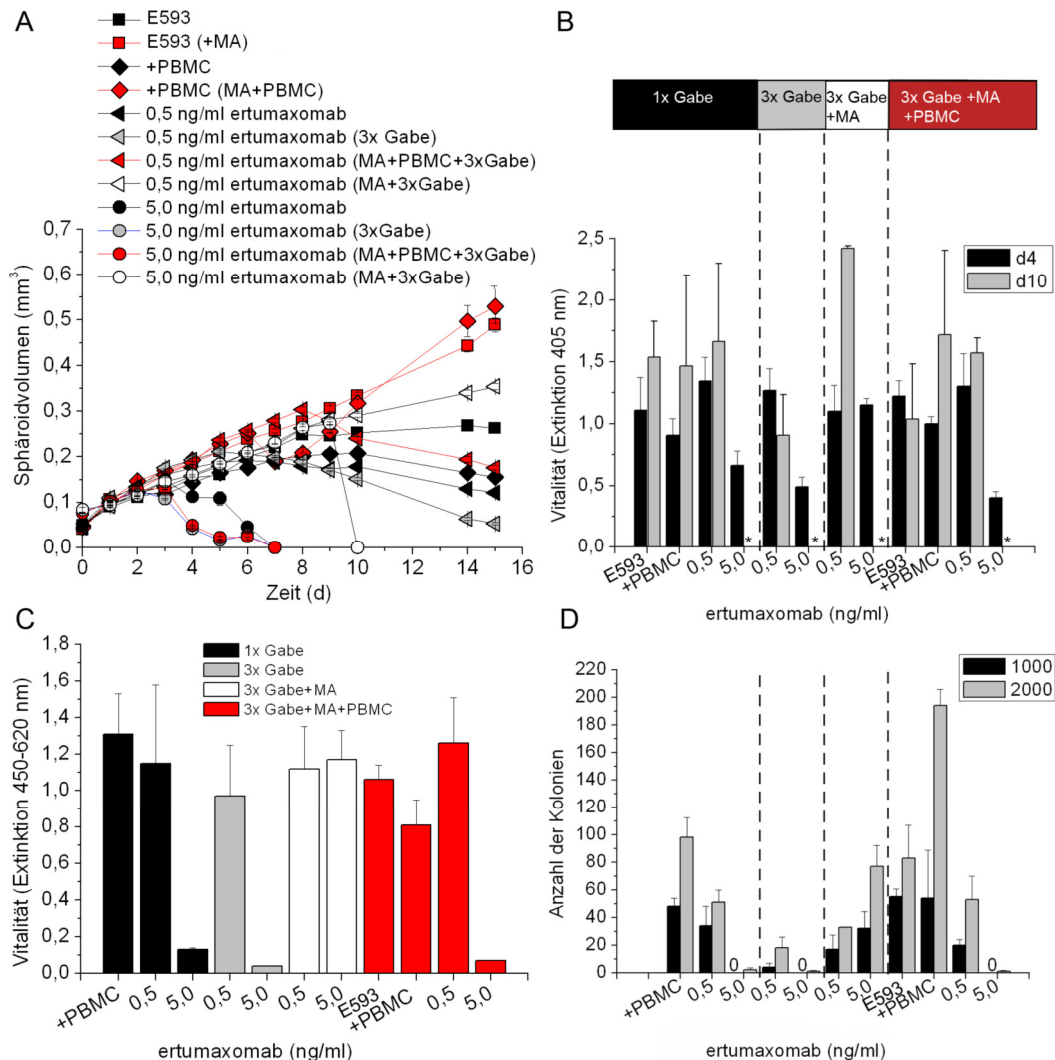 A
E593
E593 (+MA)
+PBMC
+PBMC (MA+PBMC)
0,5 ng/ml ertumaxomab
0,5 ng/ml ertumaxomab (3x Gabe)
0,5 ng/ml ertumaxomab (MA+PBMC+3xGabe)
0,5 ng/ml ertumaxomab (MA+3xGabe)
5,0 ng/ml ertumaxomab
5,0 ng/ml ertumaxomab (3xGabe)
5,0 ng/ml ertumaxomab (MA+PBMC+3xGabe)
5,0 ng/ml ertumaxomab (MA+3xGabe)
Sphäroidvolumen (mm³)
0,7
0,6
0,5
0,4
0,3
0,2
0,1
0,0
0 2 4 6 8 10 12 14 16
Zeit (d)
B
1x Gabe
3x Gabe
3x Gabe
+MA
3x Gabe +MA
+PBMC
d4
d10
Vitalität (Extinktion 405 nm)
2,5
2,0
1,5
1,0
0,5
0,0
* * * *
E593 +PBMC 0,5 5,0 0,5 5,0 0,5 5,0 E593 +PBMC 0,5 5,0
ertumaxomab (ng/ml)
C
1x Gabe
3x Gabe
3x Gabe+MA
3x Gabe+MA+PBMC
Vitalität (Extinktion 450-620 nm)
1,8
1,6
1,4
1,2
1,0
0,8
0,6
0,4
0,2
0,0
+PBMC 0,5 5,0 0,5 5,0 0,5 5,0 E593 +PBMC 0,5 5,0
ertumaxomab (ng/ml)
D
1000
2000
Anzahl der Kolonien
220
200
180
160
140
120
100
80
60
40
20
0
0 0 0
+PBMC 0,5 5,0 0,5 5,0 0,5 5,0 E593 +PBMC 0,5 5,0
ertumaxomab (ng/ml)